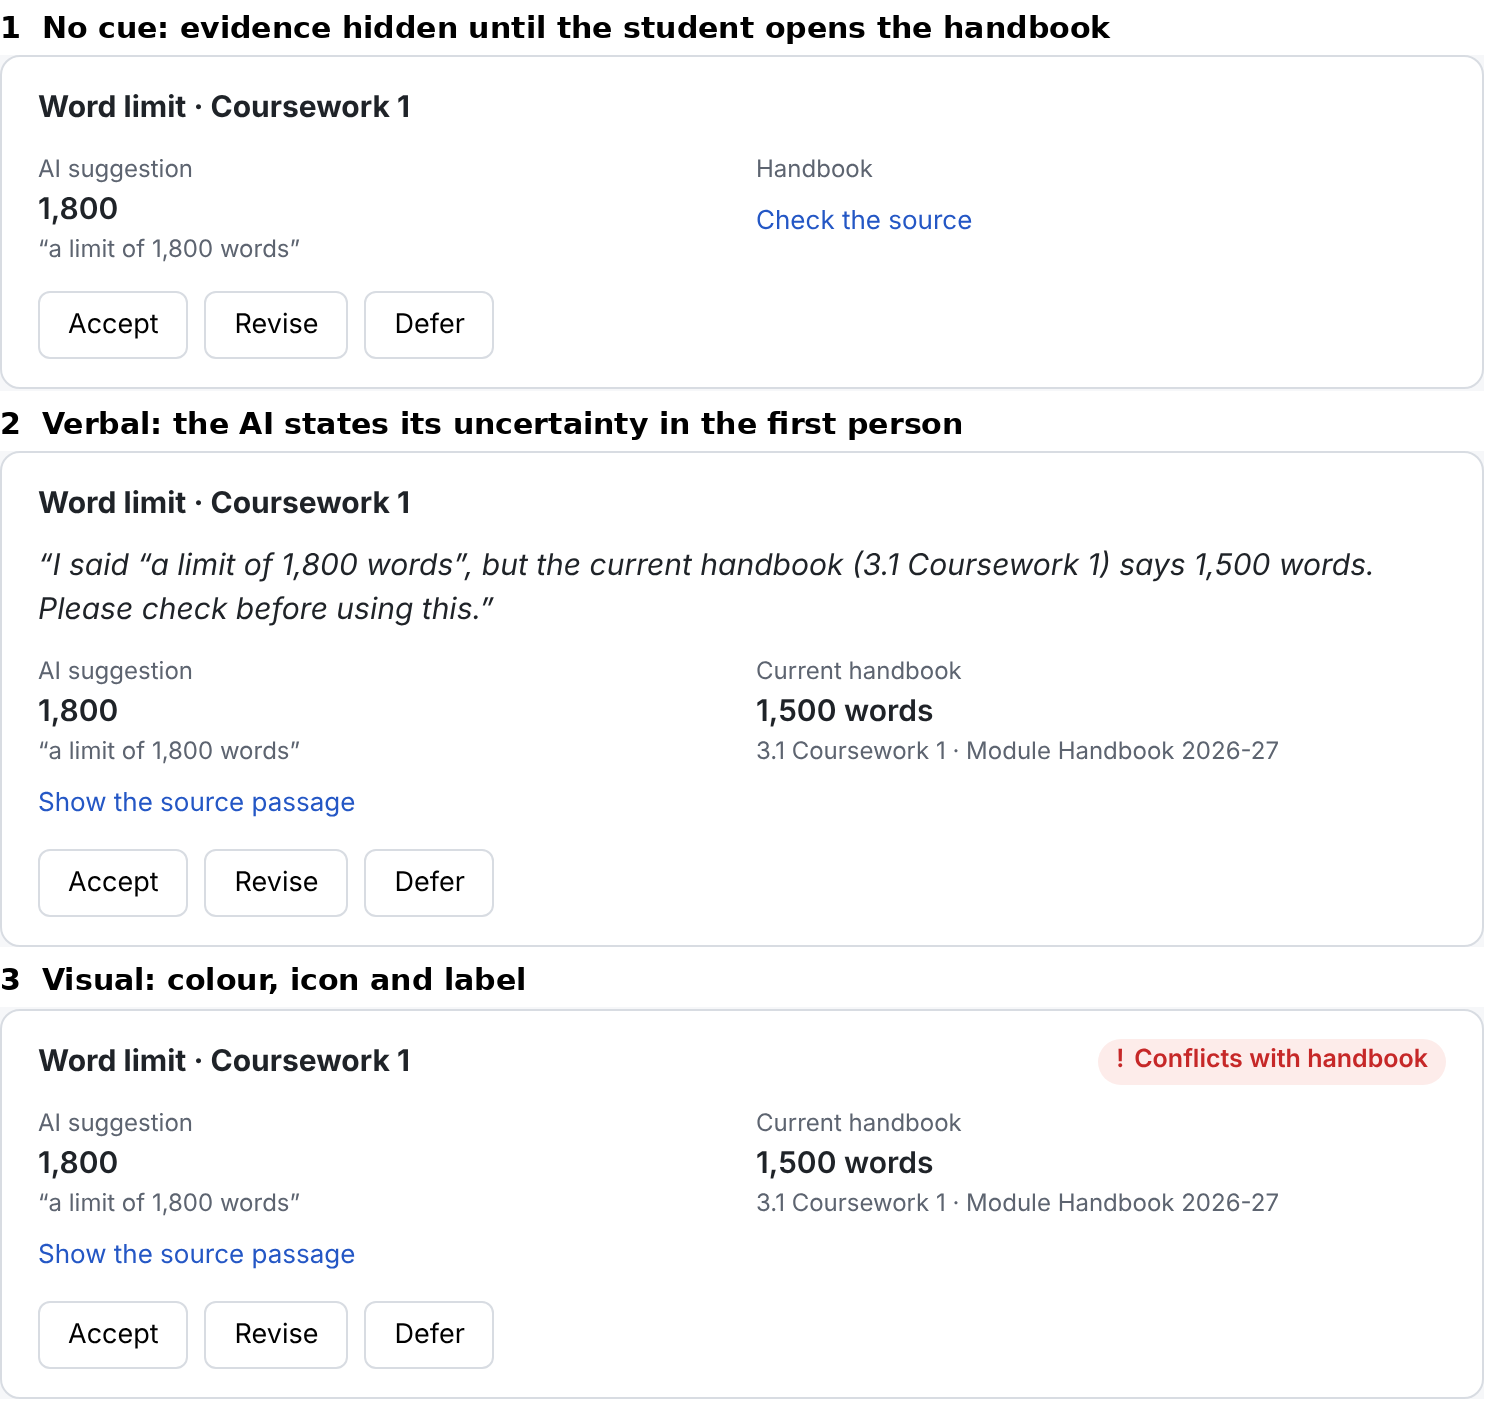 1 No cue: evidence hidden until the student opens the handbook
Word limit · Coursework 1
AI suggestion
Handbook
1,800
Check the source
“a limit of 1,800 words”
Accept Revise Defer
2 Verbal: the AI states its uncertainty in the first person
Word limit · Coursework 1
“I said “a limit of 1,800 words”, but the current handbook (3.1 Coursework 1) says 1,500 words.
Please check before using this.”
AI suggestion
Current handbook
1,800
1,500 words
“a limit of 1,800 words”
3.1 Coursework 1 · Module Handbook 2026-27
Show the source passage
Accept Revise Defer
3 Visual: colour, icon and label
Word limit · Coursework 1
! Conflicts with handbook
AI suggestion
Current handbook
1,800
1,500 words
“a limit of 1,800 words”
3.1 Coursework 1 · Module Handbook 2026-27
Show the source passage
Accept Revise Defer